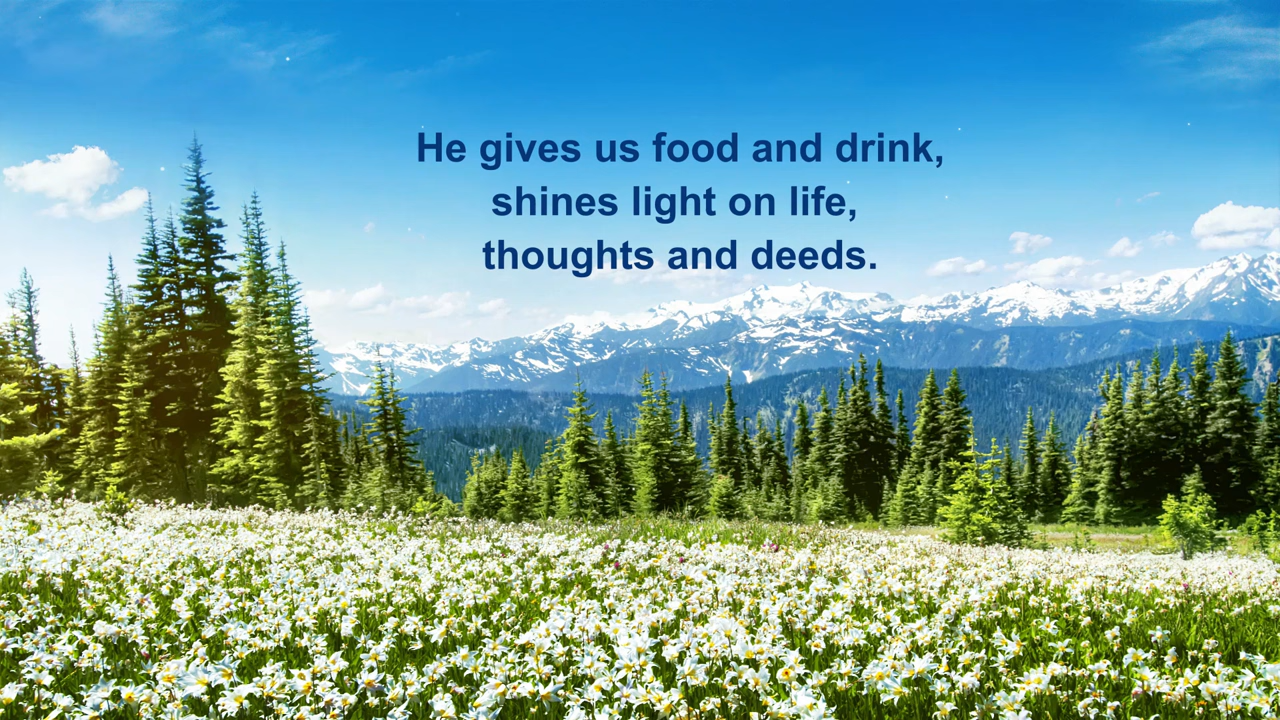 He gives us food and drink,
shines light on life,
thoughts and deeds.